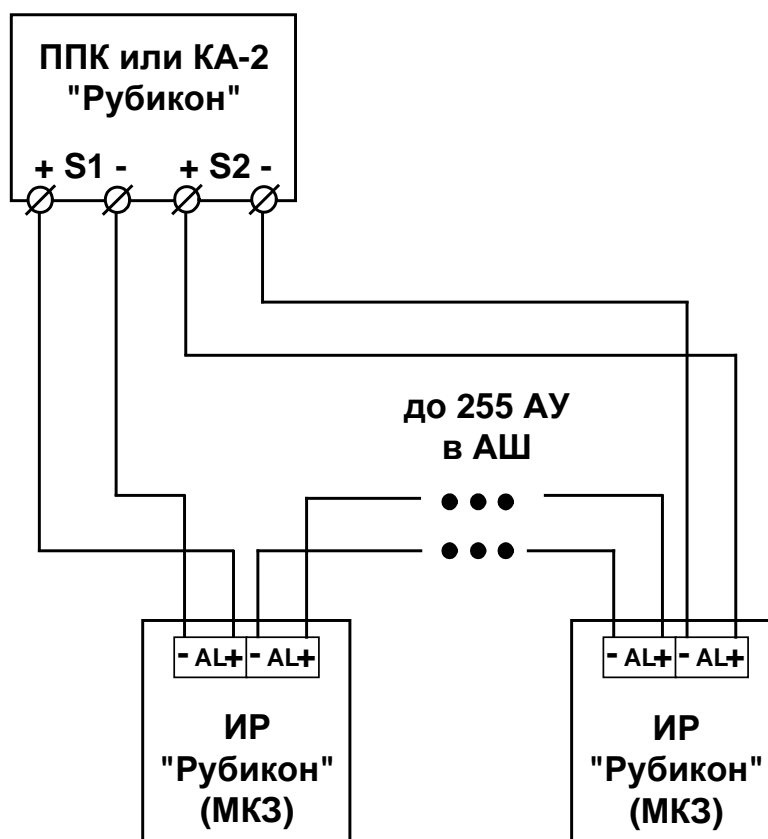 ППК или КА-2
"Рубикон"
+ S1 - + S2 -
до 255 АУ
в АШ
- AL+ - AL+
- AL+ - AL+
ИР
"Рубикон"
(МКЗ)
ИР
"Рубикон"
(МКЗ)